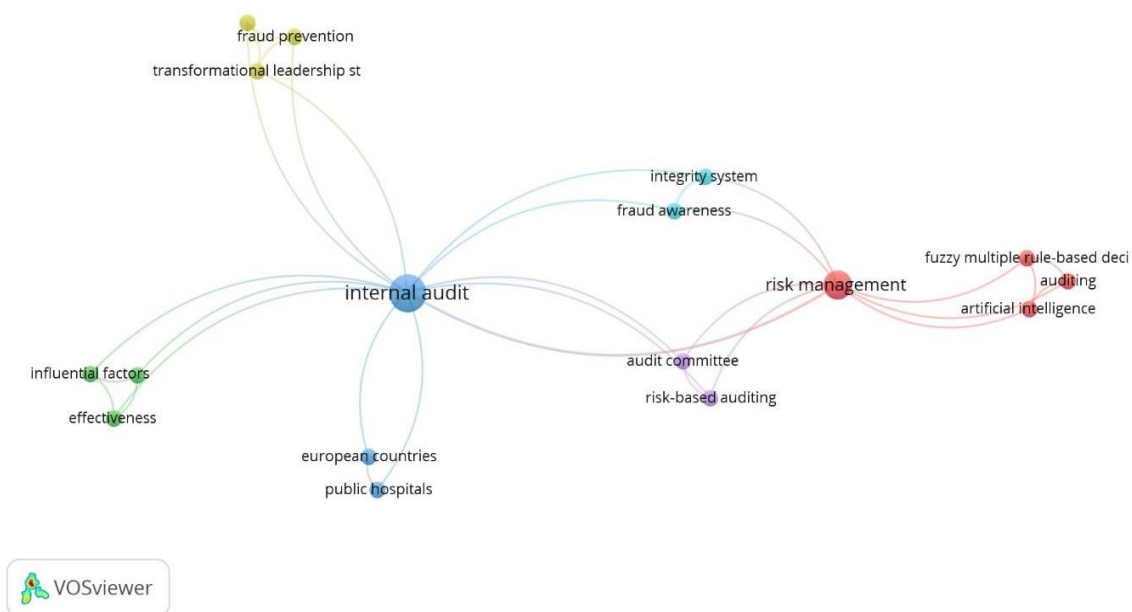 fraud prevention
transformational leadership st
integrity system
fraud awareness
fuzzy multiple rule-based deci
auditing
artificial intelligence
risk management
internal audit
audit committee
risk-based auditing
influential factors
effectiveness
european countries
public hospitals
VOSviewer